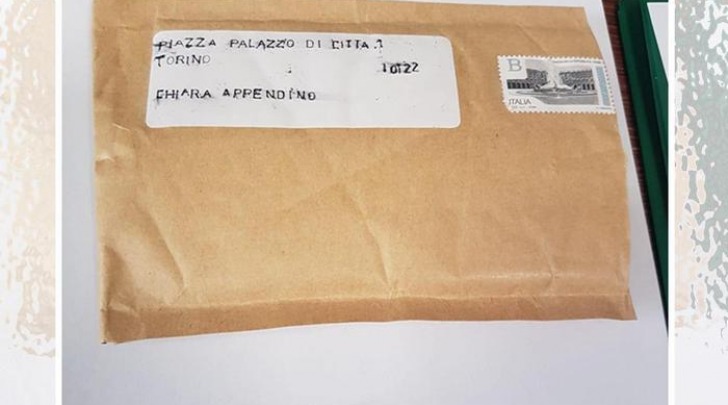 PIAZZA PALAZZO DI CITTA.1
TORINO
10122
CHIARA APPENDINO
B
ITALIA